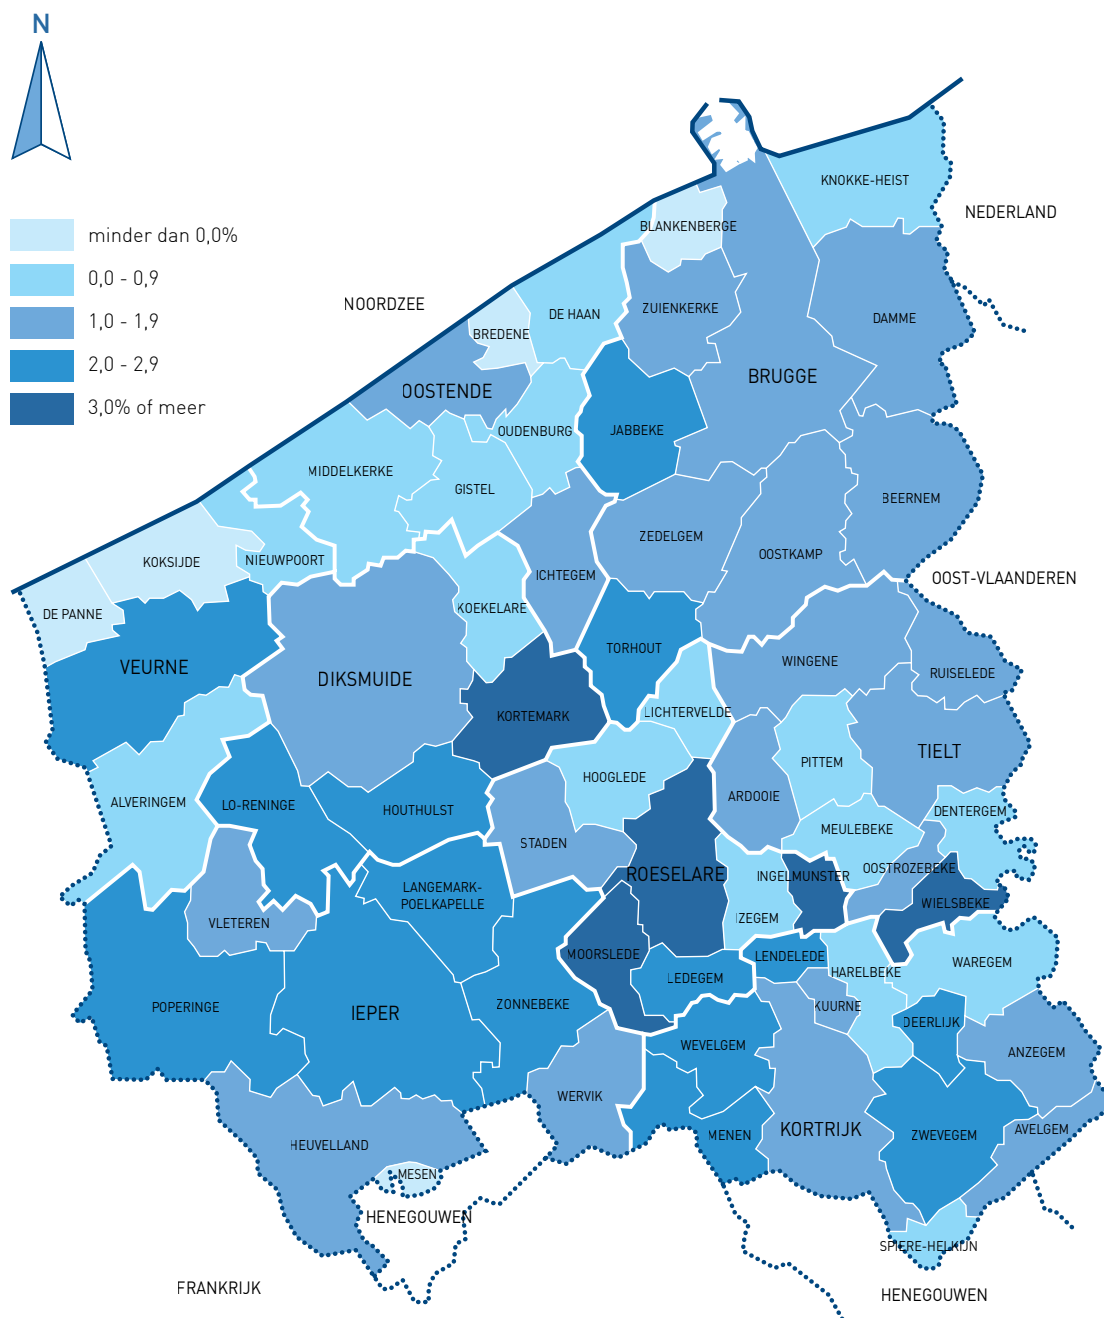 N
KNOKKE-HEIST
NEDERLAND
BLANKENBERGE
minder dan 0,0%
0,0 - 0,9
1,0 - 1,9
2,0 - 2,9
3,0% of meer
NOORDZEE
ZUIENKERKE
DE HAAN
DAMME
BREDENE
BRUGGE
OOSTENDE
OUDENBURG
JABBEKE
MIDDELKERKE
GISTEL
BEERNEM
ZEDELGEM
OOSTKAMP
KOKSIJDE
NIEUWPOORT
ICHTEGEM
OOST-VLAANDEREN
DE PANNE
KOEKELARE
TORHOUT
WINGENE
VEURNE
DIKSMUIDE
RUISELEDE
KORTEMARK
LICHTERVELDE
TIELT
PITTEM
HOOGLEDE
ARDOOIE
ALVERINGEM
LO-RENINGE
HOUTHULST
DENTERGEM
MEULEBEKE
STADEN
ROESELARE
INGELMUNSTER
OOSTROZEBEKE
LANGEMARK-
POELKAPELLE
WIELSBEKE
VLETEREN
IZEGEM
MOORSLEDE
LENDELEDE
WAREGEM
HARELBEKE
LEDEGEM
POPERINGE
IEPER
ZONNEBEKE
KUURNE
DEERLIJK
WEVELGEM
ANZEGEM
WERVIK
KORTRIJK
AVELGEM
MENEN
ZWEVEGEM
HEUVELLAND
MESEN
HENEGOUWEN
SPIERE-HELKIJN
FRANKRIJK
HENEGOUWEN